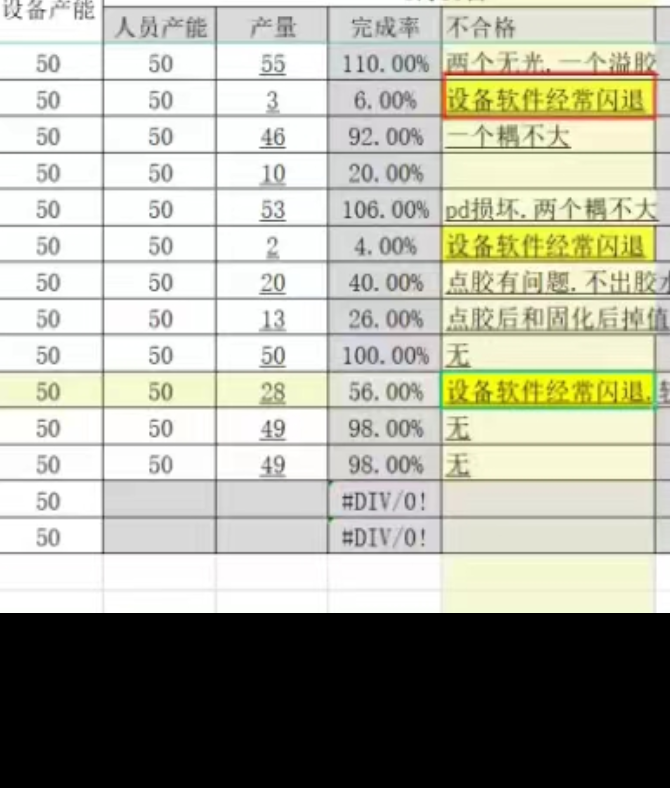 设备产能
人员产能 产量 完成率 不合格
50 50 55 110.00% 两个无光.一个溢胶
50 50 3 6.00% 设备软件经常闪退
50 50 46 92.00% 一个耦不大
50 50 10 20.00%
50 50 53 106.00% pd损坏.两个耦不大
50 50 2 4.00% 设备软件经常闪退
50 50 20 40.00% 点胶有问题.不出胶水
50 50 13 26.00% 点胶后和固化后掉值
50 50 50 100.00% 无
50 50 28 56.00% 设备软件经常闪退.
50 50 49 98.00% 无
50 50 49 98.00% 无
50 #DIV/0!
50 #DIV/0!